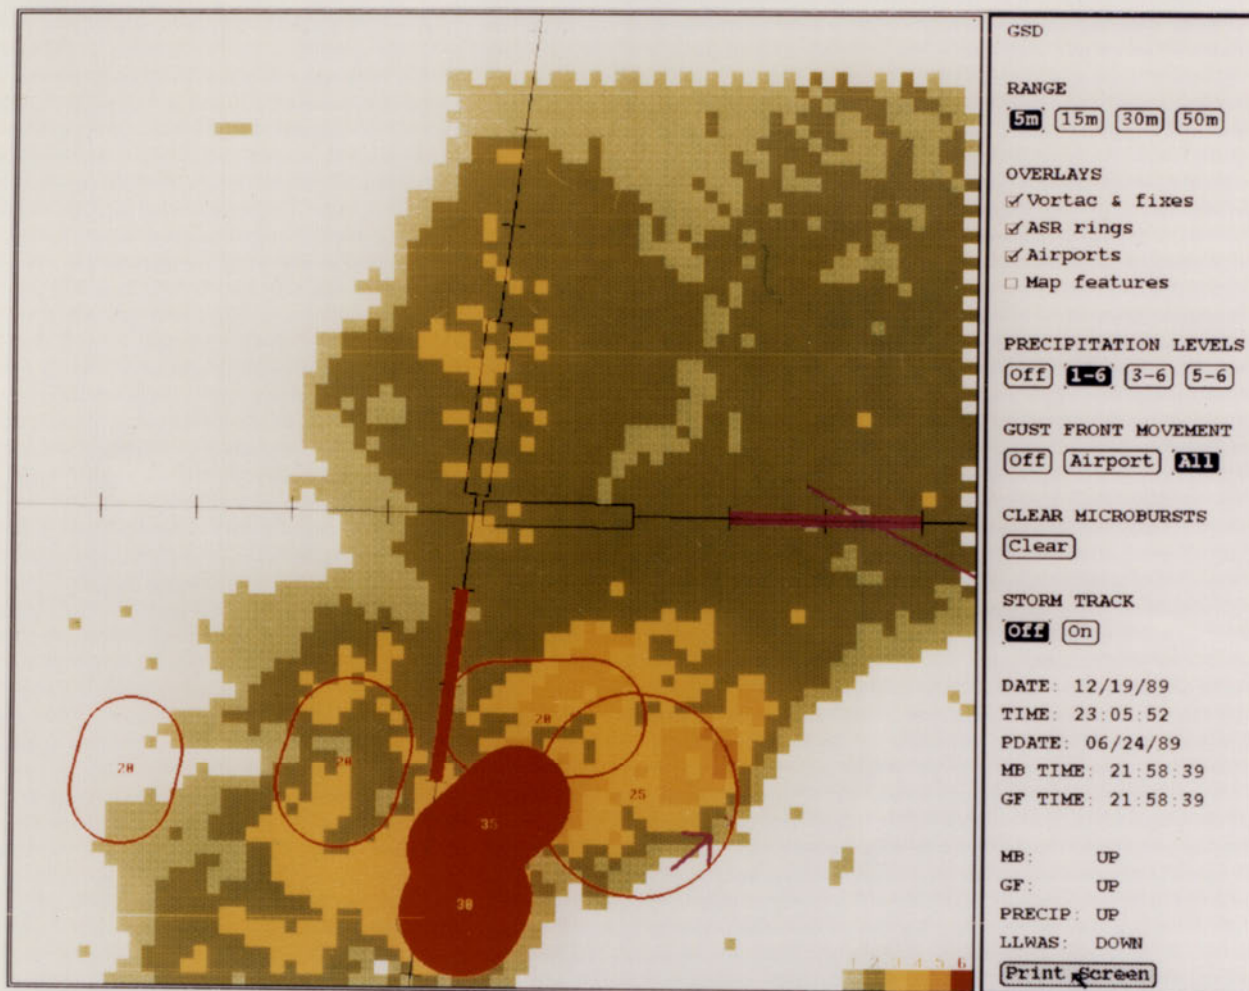 GSD
RANGE
5m 15m 30m 50m
OVERLAYS
Vortac & fixes
ASR rings
Airports
Map features
PRECIPITATION LEVELS
Off 1-6 3-6 5-6
GUST FRONT MOVEMENT
Off Airport All
CLEAR MICROBURSTS
Clear
STORM TRACK
Off On
DATE: 12/19/89
TIME: 23:05:52
PDATE: 06/24/89
MB TIME: 21:58:39
GF TIME: 21:58:39
MB: UP
GF: UP
PRECIP: UP
LLWAS: DOWN
Print Screen
20
20
20
25
35
30
1 2 3 4 5 6